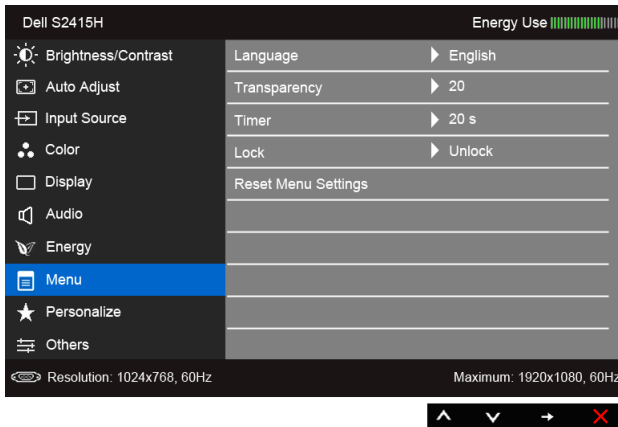 Dell S2415H Energy Use
Brightness/Contrast
Auto Adjust
Input Source
Color
Display
Audio
Energy
Menu
Personalize
Others
Language English
Transparency 20
Timer 20 s
Lock Unlock
Reset Menu Settings
Resolution: 1024x768, 60Hz Maximum: 1920x1080, 60Hz